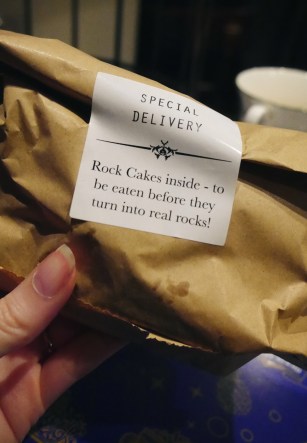 SPECIAL
DELIVERY
Rock Cakes inside - to
be eaten before they
turn into real rocks!